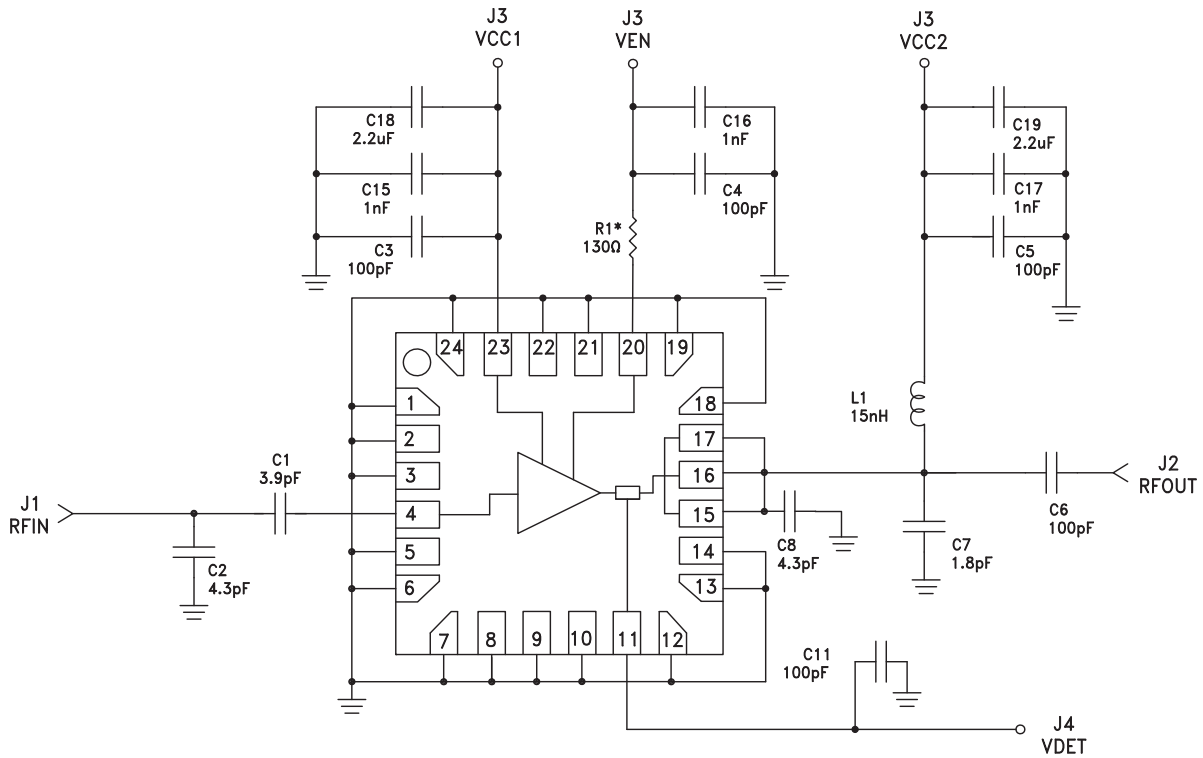 J3
VCC1
J3
VEN
J3
VCC2
C18
2.2uF
C15
1nF
C3
100pF
C16
1nF
C4
100pF
R1*
130Ω
C19
2.2uF
C17
1nF
C5
100pF
24
23
22
21
20
19
1
2
3
4
5
6
18
17
16
15
14
13
7
8
9
10
11
12
L1
15nH
J1
RFIN
C1
3.9pF
C2
4.3pF
C8
4.3pF
C7
1.8pF
C6
100pF
J2
RFOUT
C11
100pF
J4
VDET